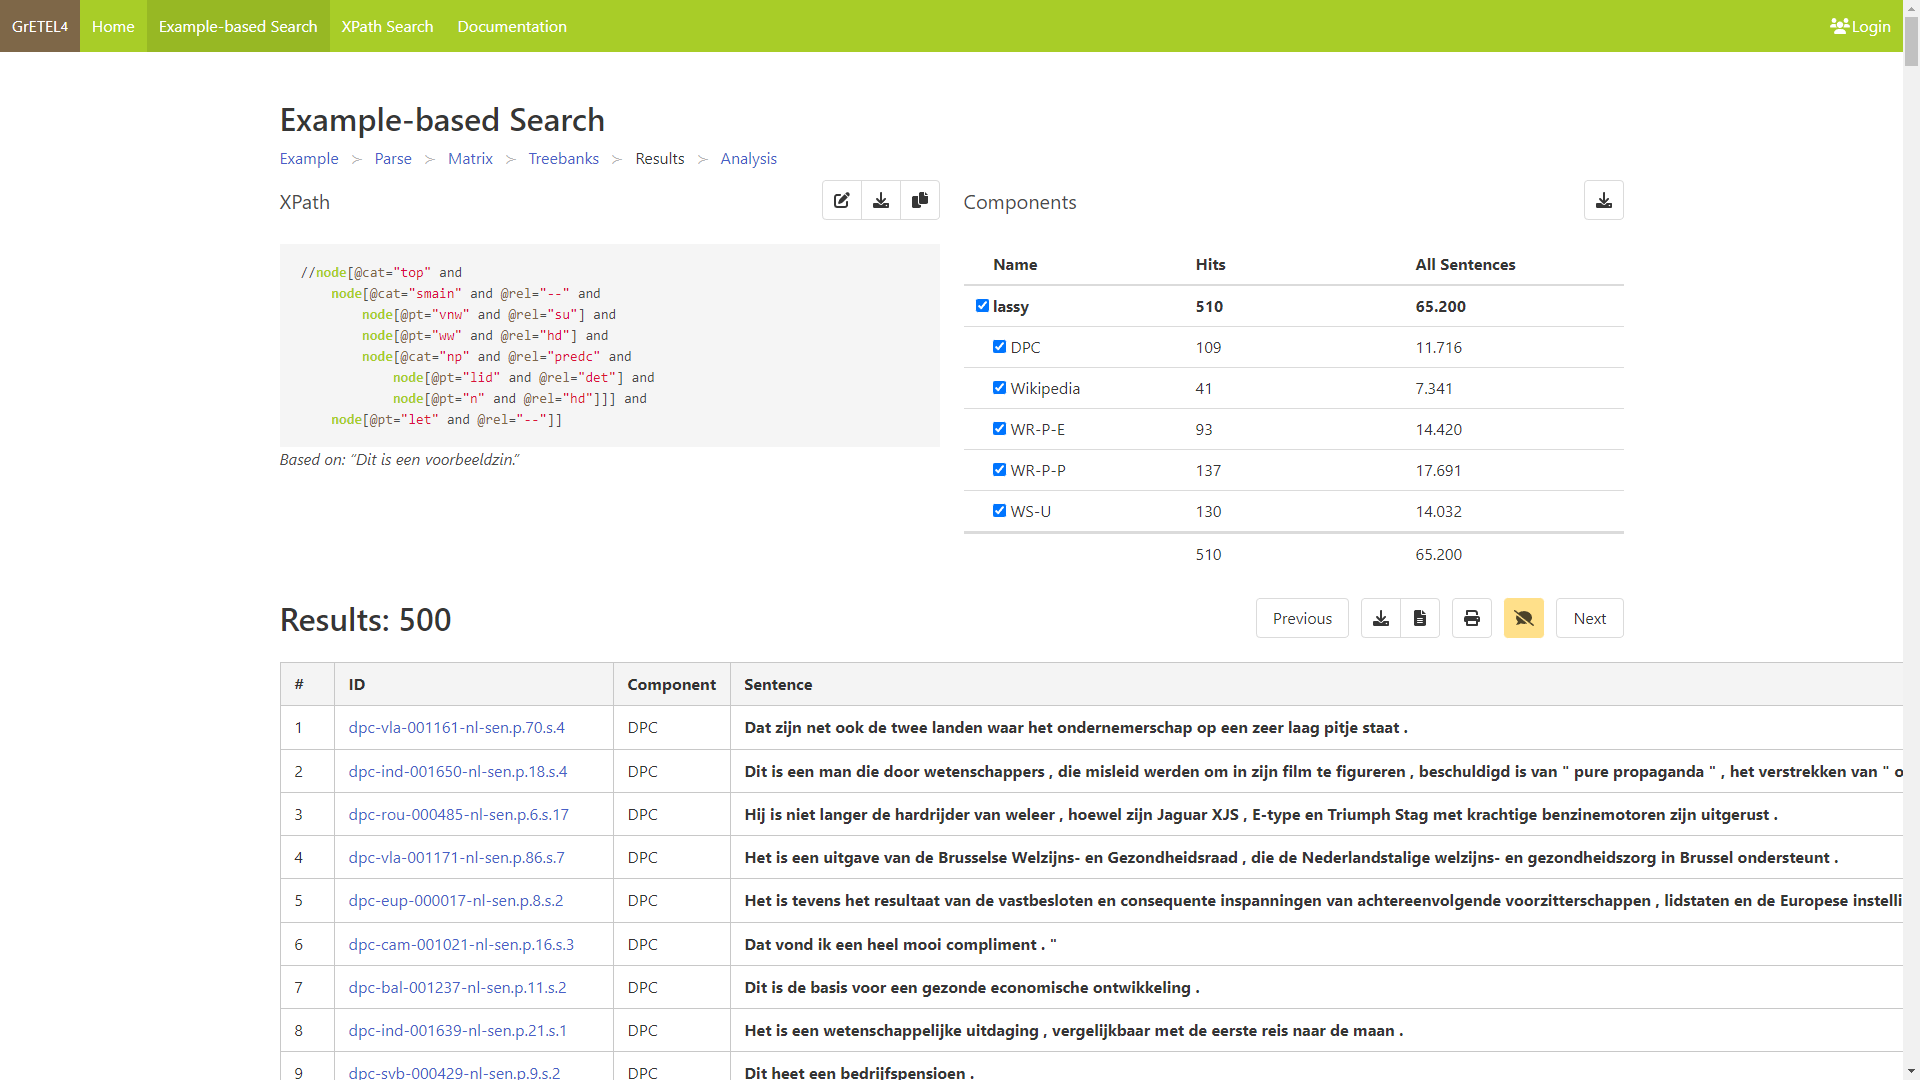 GrETEL4 Home Example-based Search XPath Search Documentation Login
Example-based Search
Example > Parse > Matrix > Treebanks > Results > Analysis
XPath
//node[@cat="top" and
node[@cat="smain" and @rel="--" and
node[@pt="vnw" and @rel="su"] and
node[@pt="ww" and @rel="hd"] and
node[@cat="np" and @rel="predc" and
node[@pt="lid" and @rel="det"] and
node[@pt="n" and @rel="hd"]]] and
node[@pt="let" and @rel="--"]]
Based on: “Dit is een voorbeeldzin.”
Components
Name Hits All Sentences
lassy 510 65.200
DPC 109 11.716
Wikipedia 41 7.341
WR-P-E 93 14.420
WR-P-P 137 17.691
WS-U 130 14.032
510 65.200
Results: 500
Previous Next
# ID Component Sentence
1 dpc-vla-001161-nl-sen.p.70.s.4 DPC Dat zijn net ook de twee landen waar het ondernemerschap op een zeer laag pitje staat .
2 dpc-ind-001650-nl-sen.p.18.s.4 DPC Dit is een man die door wetenschappers , die misleid werden om in zijn film te figureren , beschuldigd is van " pure propaganda " , het verstrekken van " o
3 dpc-rou-000485-nl-sen.p.6.s.17 DPC Hij is niet langer de hardrijder van weleer , hoewel zijn Jaguar XJS , E-type en Triumph Stag met krachtige benzinemotoren zijn uitgerust .
4 dpc-vla-001171-nl-sen.p.86.s.7 DPC Het is een uitgave van de Brusselse Welzijns- en Gezondheidsraad , die de Nederlandstalige welzijns- en gezondheidszorg in Brussel ondersteunt .
5 dpc-eup-000017-nl-sen.p.8.s.2 DPC Het is tevens het resultaat van de vastbesloten en consequente inspanningen van achtereenvolgende voorzitterschappen , lidstaten en de Europese instelli
6 dpc-cam-001021-nl-sen.p.16.s.3 DPC Dat vond ik een heel mooi compliment . "
7 dpc-bal-001237-nl-sen.p.11.s.2 DPC Dit is de basis voor een gezonde economische ontwikkeling .
8 dpc-ind-001639-nl-sen.p.21.s.1 DPC Het is een wetenschappelijke uitdaging , vergelijkbaar met de eerste reis naar de maan .
9 dpc-svb-000429-nl-sen.p.9.s.2 DPC Dit heet een bedrijfspensioen .